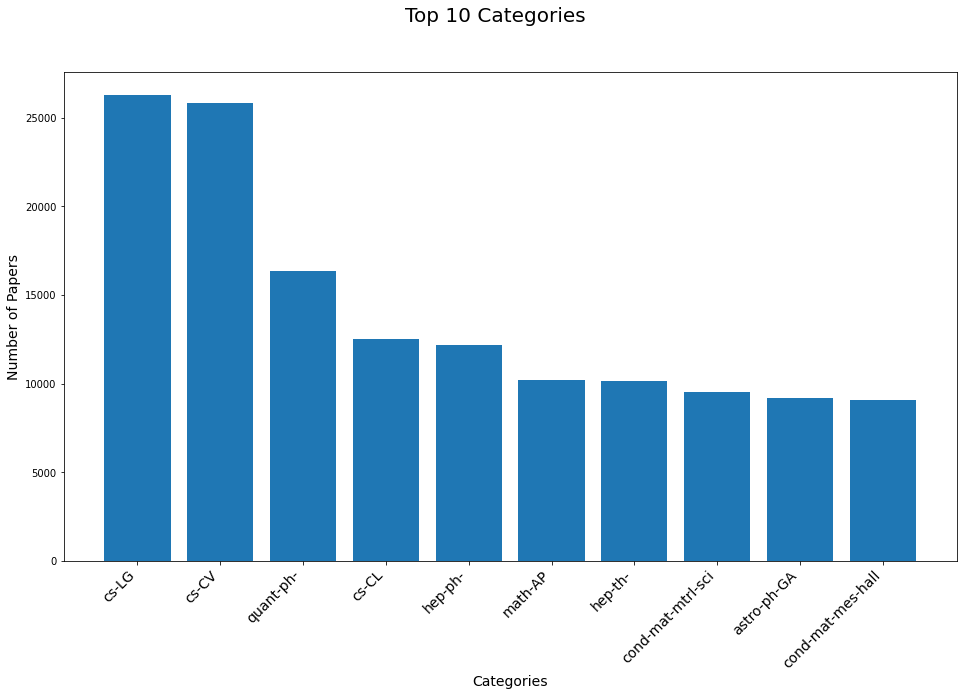 Top 10 Categories
Number of Papers
25000
20000
15000
10000
5000
0
cs-LG
cs-CV
quant-ph-
cs-CL
hep-ph-
math-AP
hep-th-
cond-mat-mtrl-sci
astro-ph-GA
cond-mat-mes-hall
Categories